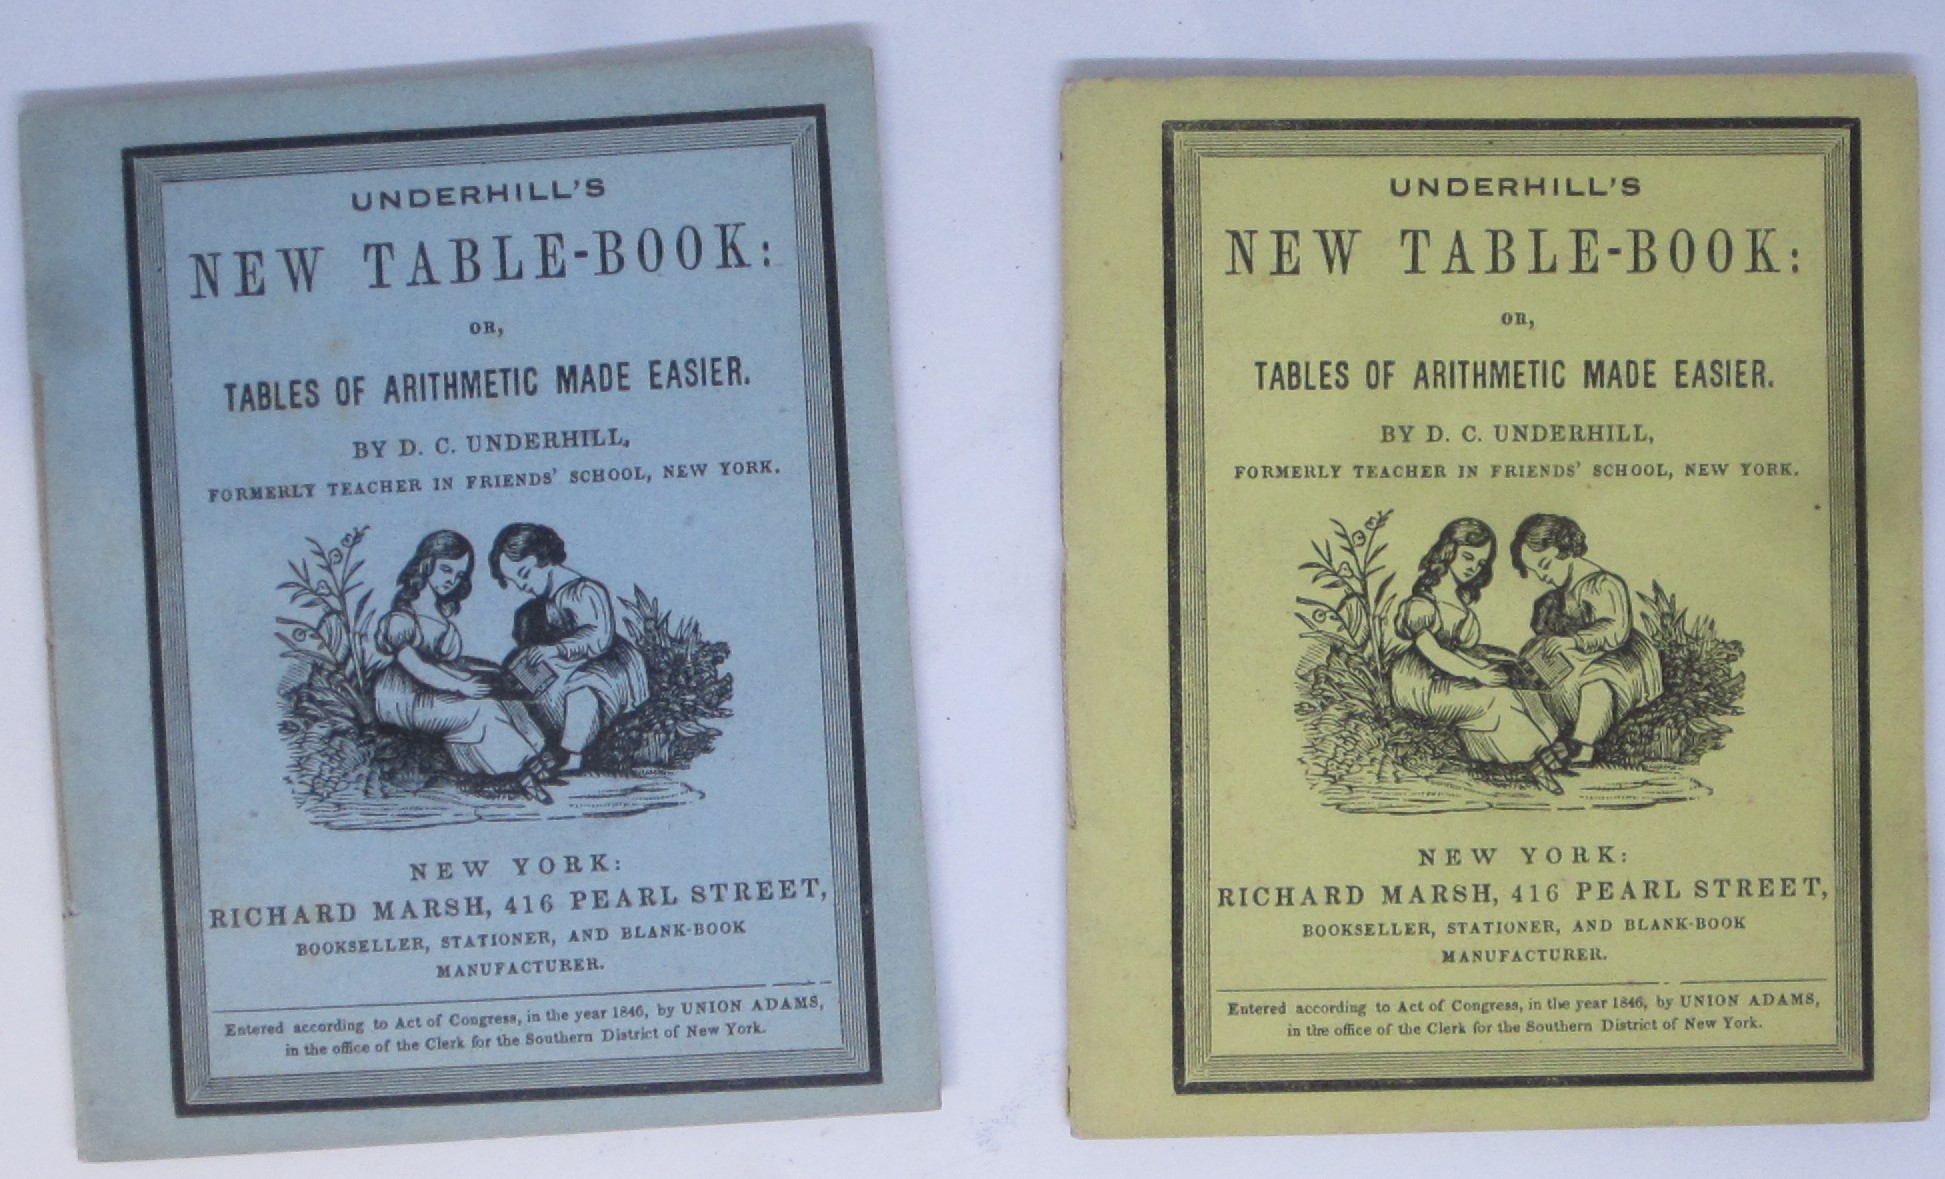 UNDERHILL'S
NEW TABLE-BOOK:
OR,
TABLES OF ARITHMETIC MADE EASIER.
BY D. C. UNDERHILL,
FORMERLY TEACHER IN FRIENDS' SCHOOL, NEW YORK.
NEW YORK:
RICHARD MARSH, 416 PEARL STREET,
BOOKSELLER, STATIONER, AND BLANK-BOOK
MANUFACTURER.
Entered according to Act of Congress, in the year 1846, by UNION ADAMS,
in the office of the Clerk for the Southern District of New York.
UNDERHILL'S
NEW TABLE-BOOK:
OR,
TABLES OF ARITHMETIC MADE EASIER.
BY D. C. UNDERHILL,
FORMERLY TEACHER IN FRIENDS' SCHOOL, NEW YORK.
NEW YORK:
RICHARD MARSH, 416 PEARL STREET,
BOOKSELLER, STATIONER, AND BLANK-BOOK
MANUFACTURER.
Entered according to Act of Congress, in the year 1846, by UNION ADAMS,
in the office of the Clerk for the Southern District of New York.